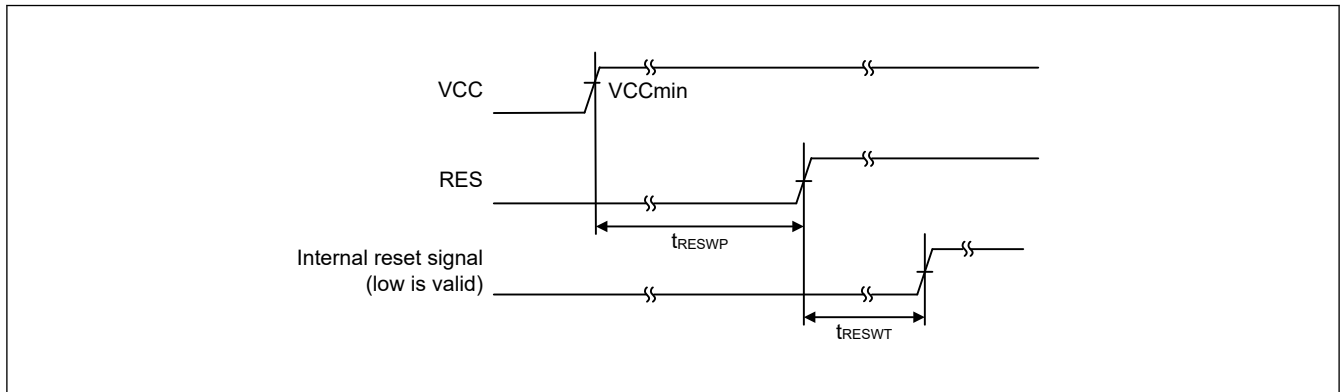 VCC
VCCmin
RES
tRESWP
Internal reset signal
(low is valid)
tRESWT